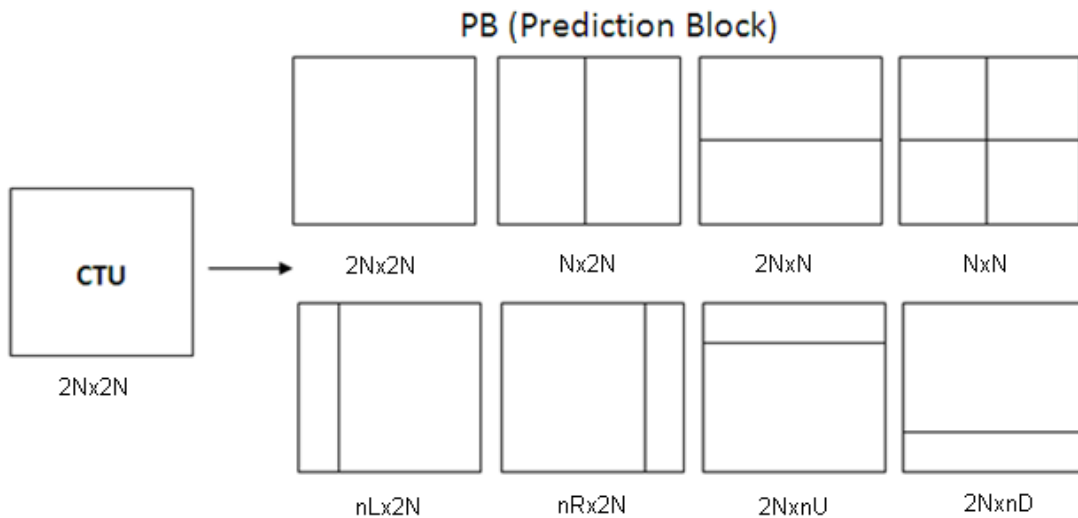 PB (Prediction Block)
2Nx2N
Nx2N
2NxN
NxN
CTU
2Nx2N
nLx2N
nRx2N
2NxnU
2NxnD